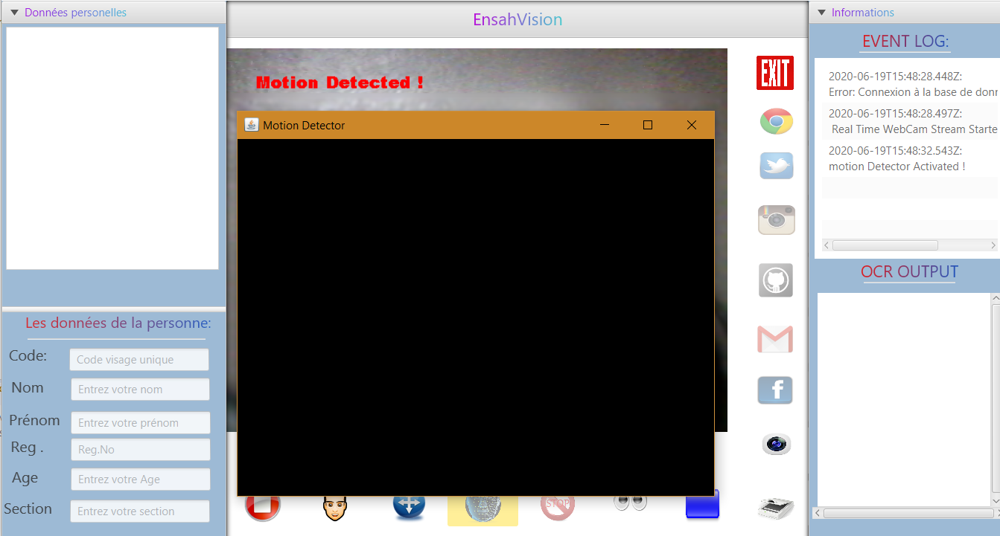 Données personelles
EnsahVision
Informations
EVENT LOG:
2020-06-19T15:48:28.448Z:
Error: Connexion à la base de donn
2020-06-19T15:48:28.497Z:
Real Time WebCam Stream Starte
2020-06-19T15:48:32.543Z:
motion Detector Activated !
OCR OUTPUT
EXIT
Motion Detected !
Motion Detector
Les données de la personne:
Code:
Code visage unique
Nom
Entrez votre nom
Prénom
Entrez votre prénom
Reg .
Reg.No
Age
Entrez votre Age
Section
Entrez votre section
STOP